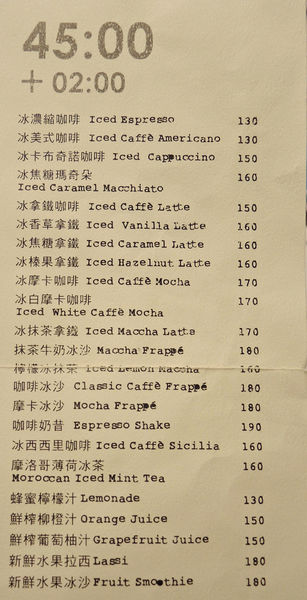 45:00
+ 02:00
冰濃縮咖啡 Iced Espresso 130
冰美式咖啡 Iced Caffè Americano 130
冰卡布奇諾咖啡 Iced Cappuccino 150
冰焦糖瑪奇朵 160
Iced Caramel Macchiato
冰拿鐵咖啡 Iced Caffè Latte 150
冰香草拿鐵 Iced Vanilla Latte 160
冰焦糖拿鐵 Iced Caramel Latte 160
冰榛果拿鐵 Iced Hazelnut Latte 160
冰摩卡咖啡 Iced Caffè Mocha 170
冰白摩卡咖啡 170
Iced White Caffè Mocha
冰抹茶拿鐵 Iced Maccha Latte 170
抹茶牛奶冰沙 Maccha Frappé 180
檸檬冰抹茶 Iced Lemon Maccha 160
咖啡冰沙 Classic Caffè Frappé 180
摩卡冰沙 Mocha Frappé 180
咖啡奶昔 Espresso Shake 190
冰西西里咖啡 Iced Caffè Sicilia 160
摩洛哥薄荷冰茶 160
Moroccan Iced Mint Tea
蜂蜜檸檬汁 Lemonade 130
鮮榨柳橙汁 Orange Juice 150
鮮榨葡萄柚汁 Grapefruit Juice 150
新鮮水果拉西 Lassi 180
新鮮水果冰沙 Fruit Smoothie 180